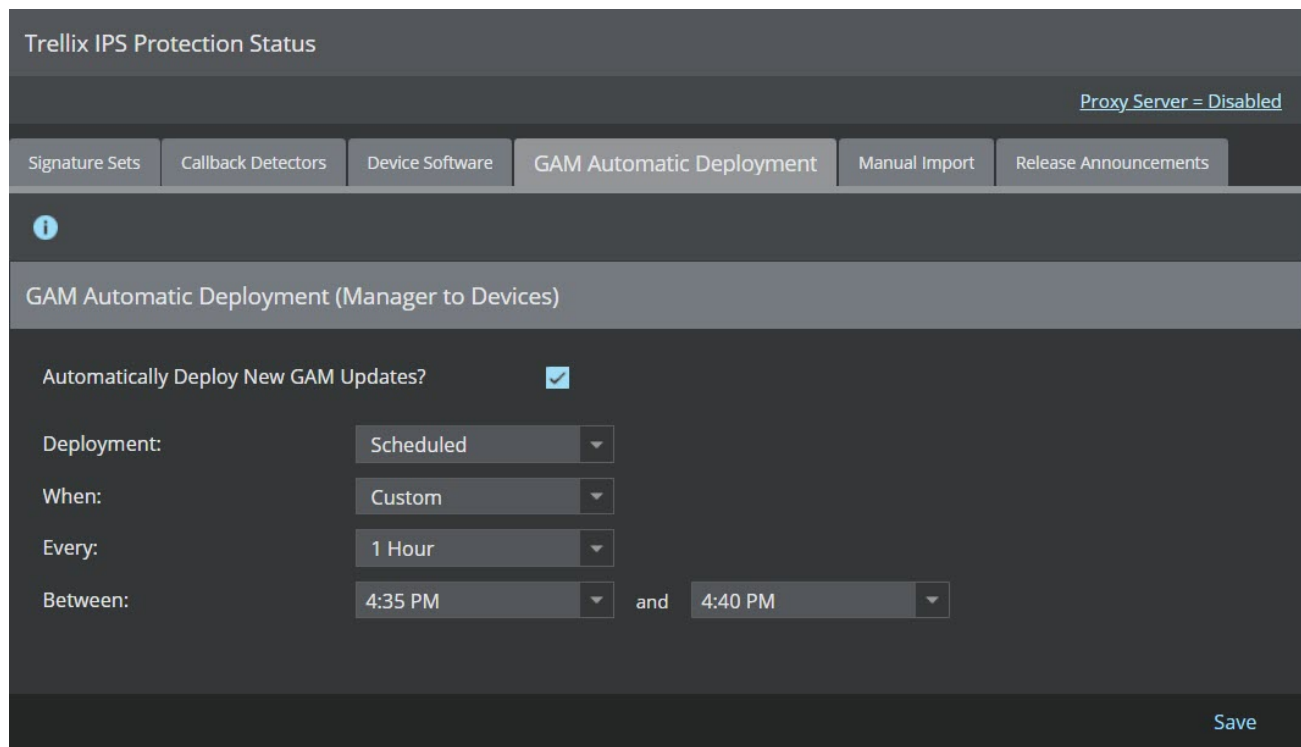 Trellix IPS Protection Status
Proxy Server = Disabled
Signature Sets Callback Detectors Device Software GAM Automatic Deployment Manual Import Release Announcements
i
GAM Automatic Deployment (Manager to Devices)
Automatically Deploy New GAM Updates?
Deployment: Scheduled
When: Custom
Every: 1 Hour
Between: 4:35 PM and 4:40 PM
Save